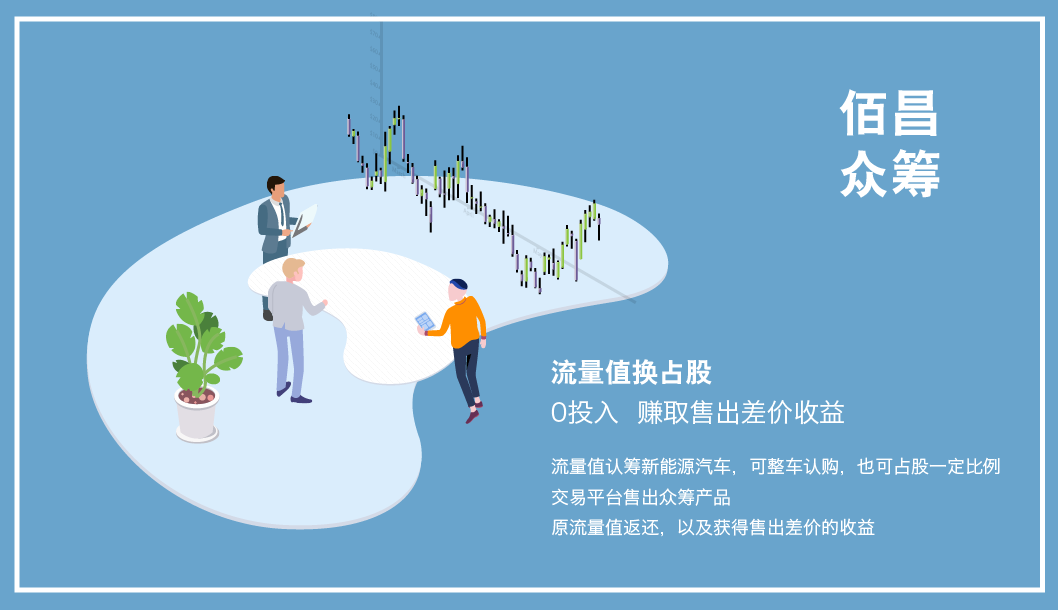 佰昌
众筹
流量值换占股
0投入 赚取售出差价收益
流量值认筹新能源汽车，可整车认购，也可占股一定比例
交易平台售出众筹产品
原流量值返还，以及获得售出差价的收益